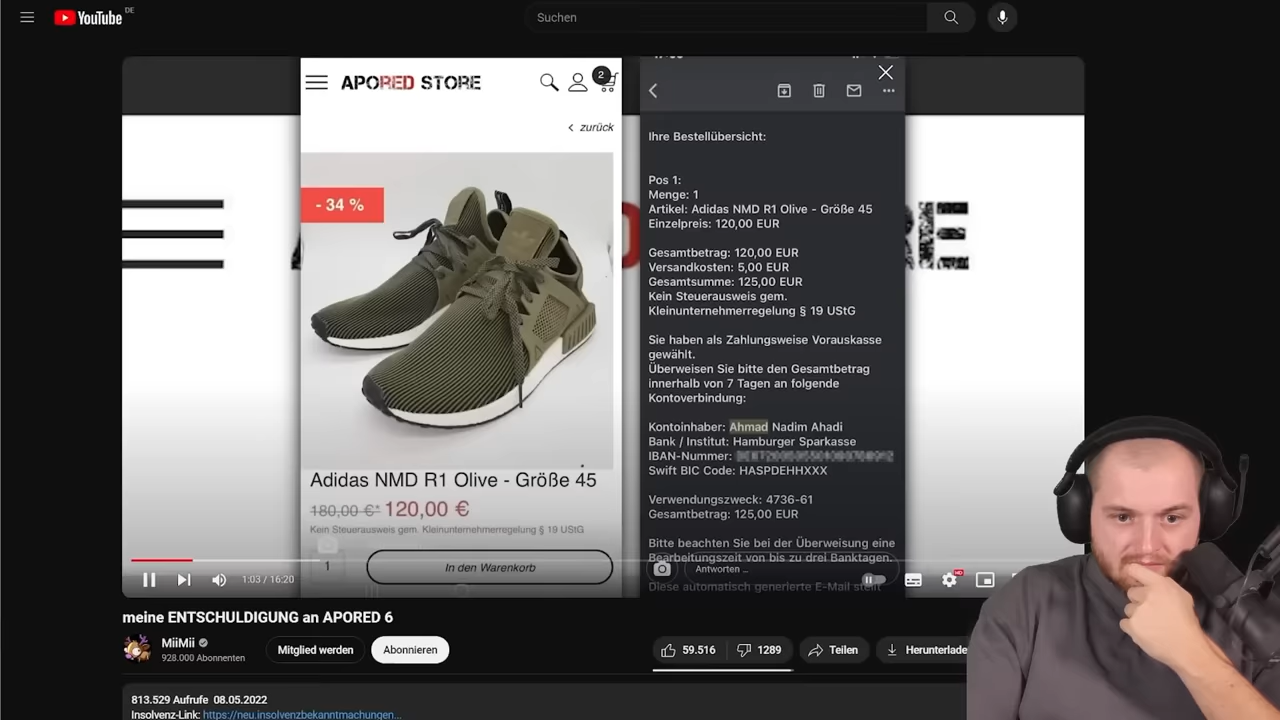 YouTube DE
Suchen
APORED STORE
2
zurück
- 34 %
Adidas NMD R1 Olive - Größe 45
180,00 €* 120,00 €
Kein Steuerausweis gem. Kleinunternehmerregelung § 19 UStG
1
In den Warenkorb
Ihre Bestellübersicht:
Pos 1:
Menge: 1
Artikel: Adidas NMD R1 Olive - Größe 45
Einzelpreis: 120,00 EUR
Gesamtbetrag: 120,00 EUR
Versandkosten: 5,00 EUR
Gesamtsumme: 125,00 EUR
Kein Steuerausweis gem.
Kleinunternehmerregelung § 19 UStG
Sie haben als Zahlungsweise Vorauskasse
gewählt.
Überweisen Sie bitte den Gesamtbetrag
innerhalb von 7 Tagen an folgende
Kontoverbindung:
Kontoinhaber: Ahmad Nadim Ahadi
Bank / Institut: Hamburger Sparkasse
IBAN-Nummer:
Swift BIC Code: HASPDEHHXXX
Verwendungszweck: 4736-61
Gesamtbetrag: 125,00 EUR
Bitte beachten Sie bei der Überweisung eine
Bearbeitungszeit von bis zu drei Banktagen.
Antworten ...
Diese automatisch generierte E-Mail stellt
1:03 / 16:20
HD
meine ENTSCHULDIGUNG an APORED 6
MiiMii
928.000 Abonnenten
Mitglied werden
Abonnieren
59.516
1289
Teilen
Herunterlade
813.529 Aufrufe 08.05.2022
Insolvenz-Link: https://neu.insolvenzbekanntmachungen...